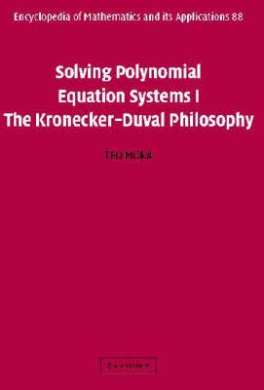 Encyclopedia of Mathematics and its Applications 88
Solving Polynomial
Equation Systems I
The Kronecker–Duval Philosophy
TEO MORA